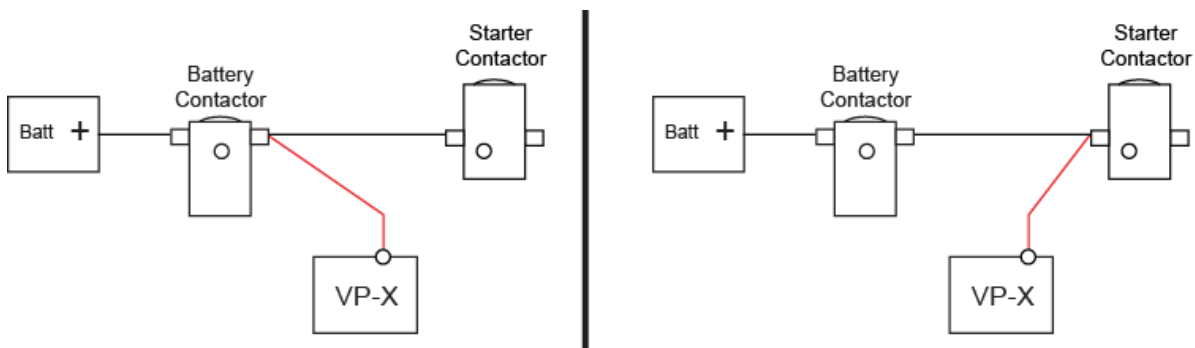 Starter
Contactor
Battery
Contactor
Batt +
VP-X
Starter
Contactor
Battery
Contactor
Batt +
VP-X